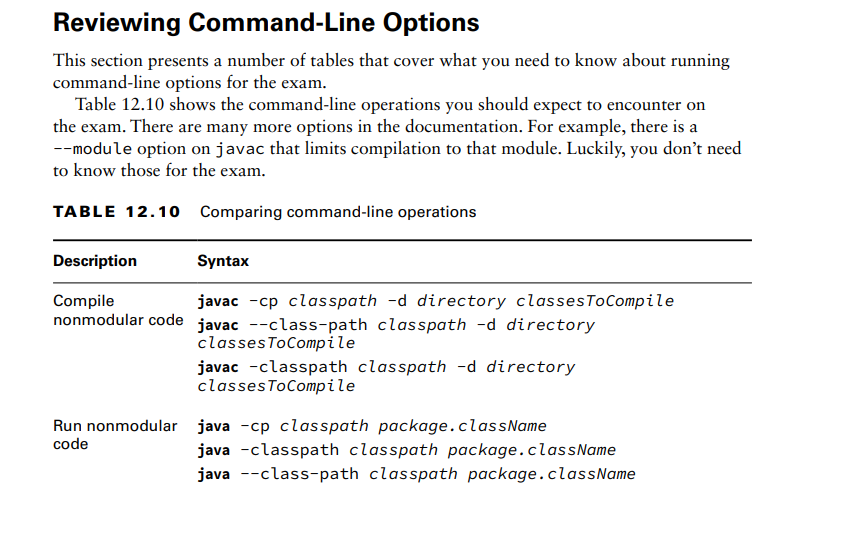 Reviewing Command-Line Options
This section presents a number of tables that cover what you need to know about running
command-line options for the exam.
Table 12.10 shows the command-line operations you should expect to encounter on
the exam. There are many more options in the documentation. For example, there is a
--module option on javac that limits compilation to that module. Luckily, you don’t need
to know those for the exam.
TABLE 12.10 Comparing command-line operations
Description Syntax
Compile
nonmodular code
javac -cp classpath -d directory classesToCompile
javac --class-path classpath -d directory
classesToCompile
javac -classpath classpath -d directory
classesToCompile
Run nonmodular
code
java -cp classpath package.className
java -classpath classpath package.className
java --class-path classpath package.className